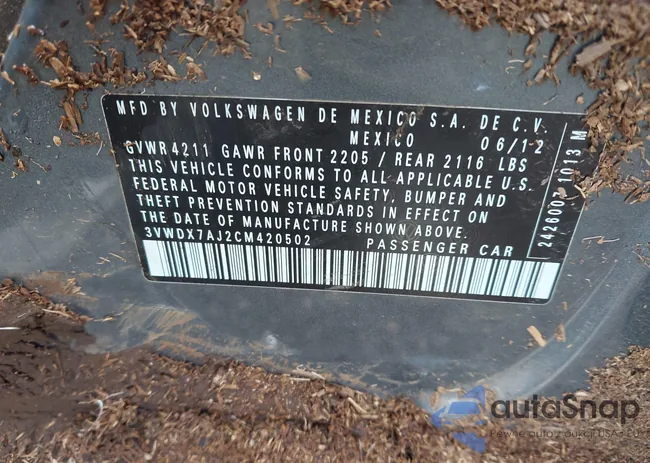 MFD BY VOLKSWAGEN DE MEXICO S.A. DE C.V.
MEXICO 06/12
GVWR 4211 GAWR FRONT 2205 / REAR 2116 LBS
THIS VEHICLE CONFORMS TO ALL APPLICABLE U.S.
FEDERAL MOTOR VEHICLE SAFETY, BUMPER AND
THEFT PREVENTION STANDARDS IN EFFECT ON
THE DATE OF MANUFACTURE SHOWN ABOVE.
3VWDX7AJ2CM420502 PASSENGER CAR
1013 M
autaSnap